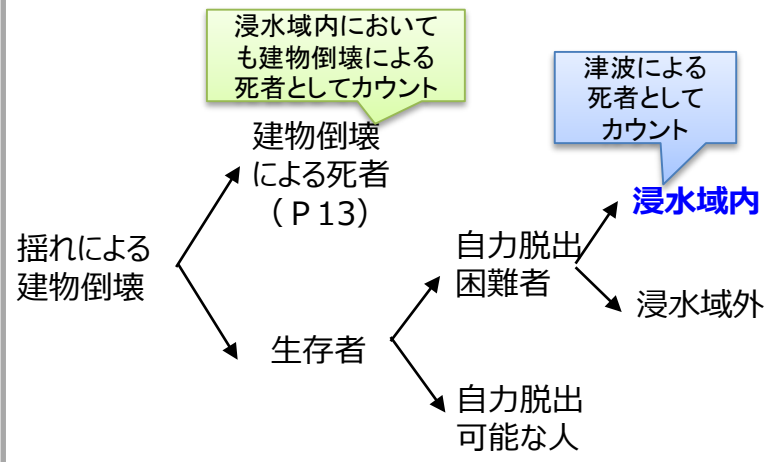 浸水域内において
も建物倒壊による
死者としてカウント
津波による
死者として
カウント
建物倒壊
による死者
（Ｐ13）
浸水域内
揺れによる
建物倒壊
自力脱出
困難者
浸水域外
生存者
自力脱出
可能な人